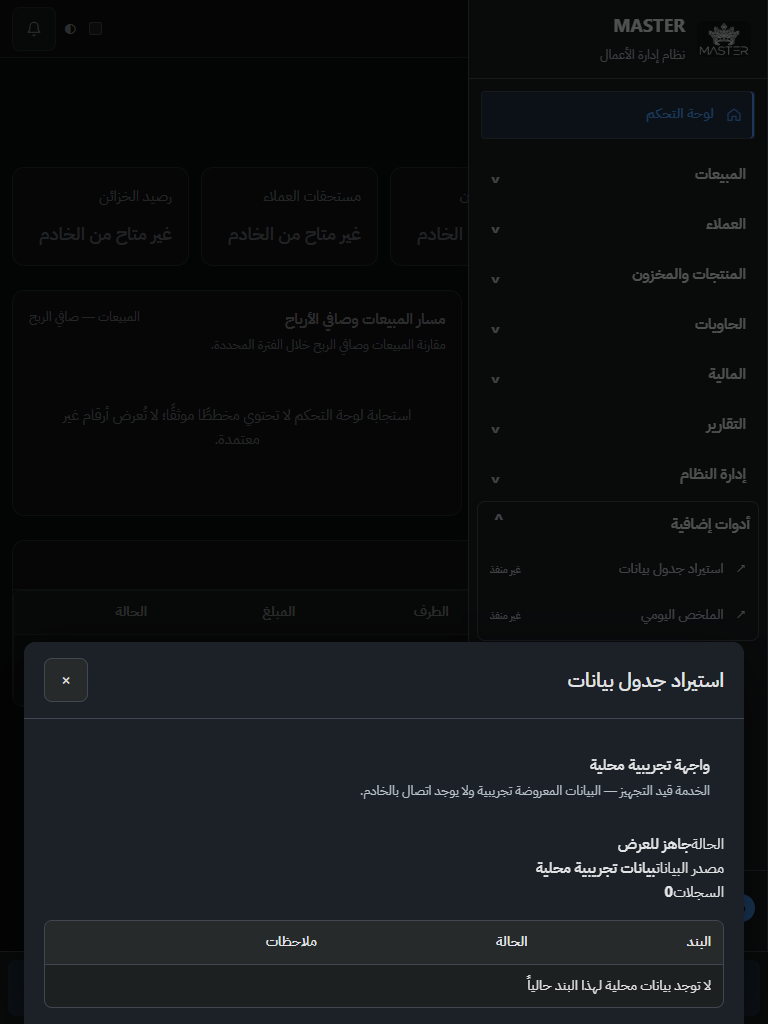 MASTER
نظام إدارة الأعمال
MASTER
لوحة التحكم
المبيعات
العملاء
المنتجات والمخزون
الحاويات
المالية
التقارير
إدارة النظام
أدوات إضافية
استيراد جدول بيانات
غير منفذ
الملخص اليومي
غير منفذ
الخادم
مستحقات العملاء
غير متاح من الخادم
رصيد الخزائن
غير متاح من الخادم
مسار المبيعات وصافي الأرباح
المبيعات — صافي الربح
مقارنة المبيعات وصافي الربح خلال الفترة المحددة.
استجابة لوحة التحكم لا تحتوي مخططًا موثقًا؛ لا تُعرض أرقام غير
معتمدة.
الطرف المبلغ الحالة
استيراد جدول بيانات
×
واجهة تجريبية محلية
الخدمة قيد التجهيز — البيانات المعروضة تجريبية ولا يوجد اتصال بالخادم.
الحالةجاهز للعرض
مصدر البياناتبيانات تجريبية محلية
السجلات0
البند الحالة ملاحظات
لا توجد بيانات محلية لهذا البند حالياً